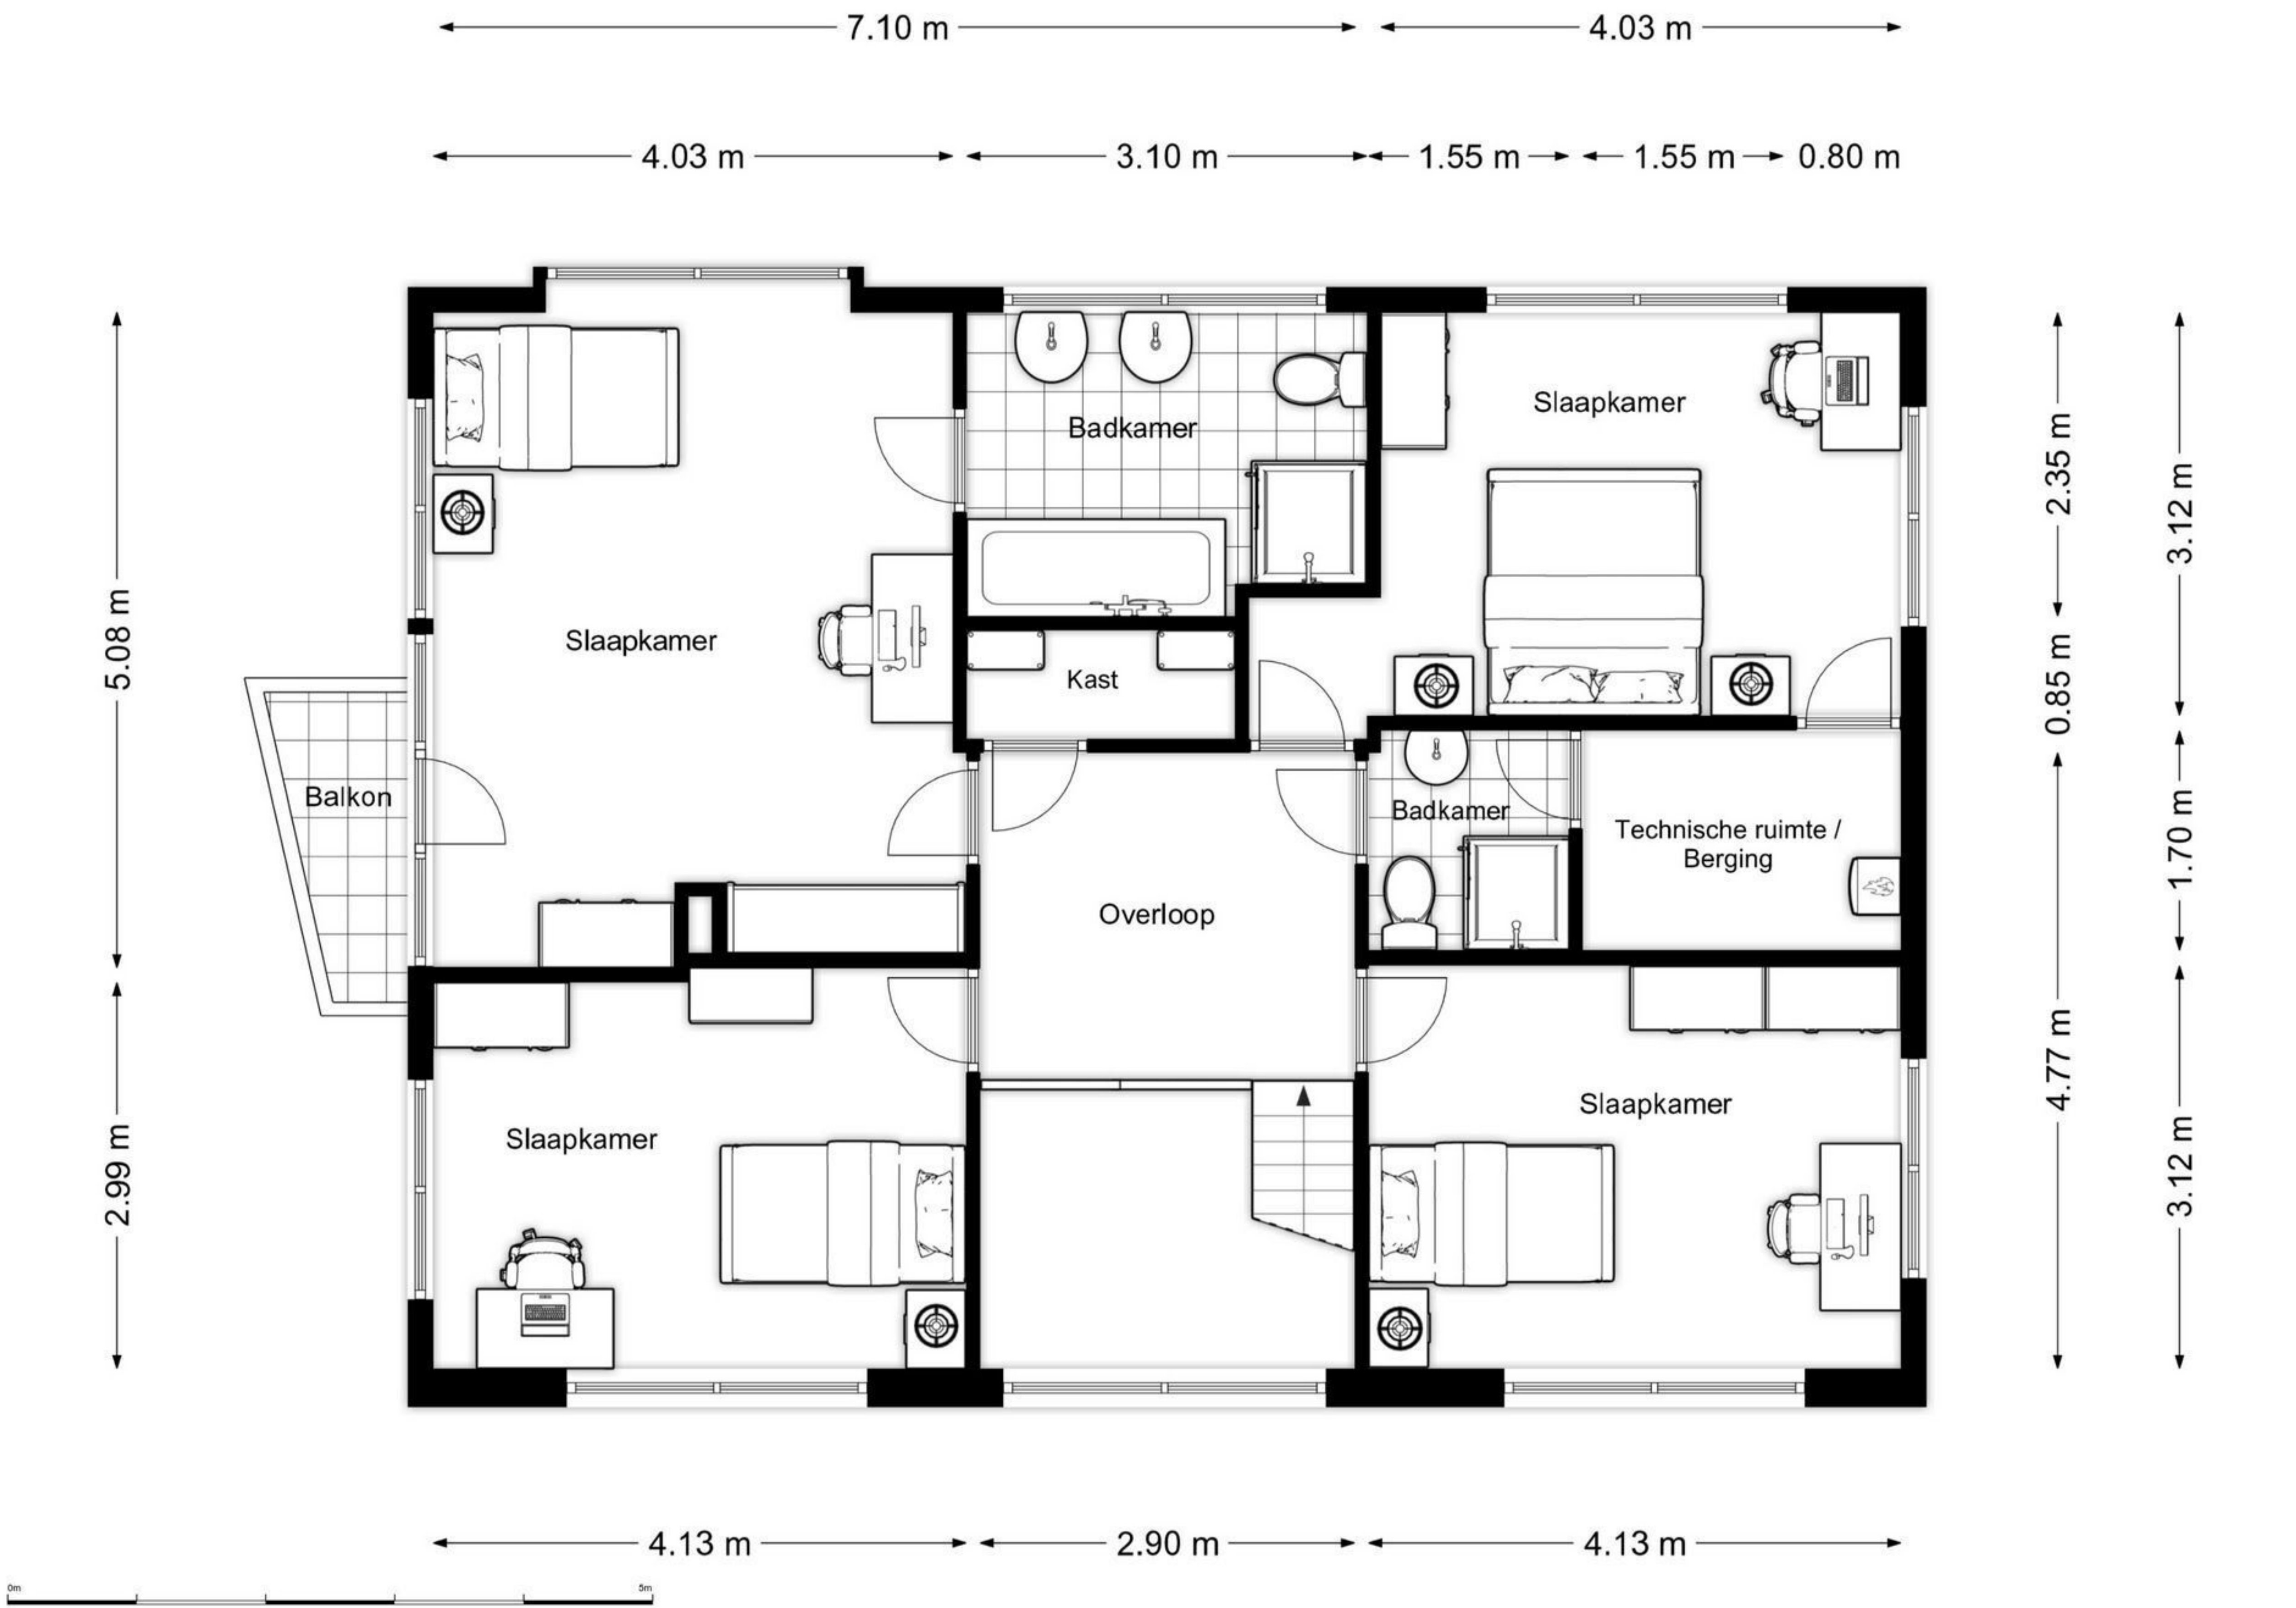 7.10 m
4.03 m
4.03 m
3.10 m
1.55 m
1.55 m
0.80 m
Slaapkamer
Badkamer
2.35 m
3.12 m
5.08 m
Slaapkamer
Kast
0.85 m
Balkon
Badkamer
Technische ruimte /
Berging
1.70 m
Overloop
4.77 m
2.99 m
Slaapkamer
Slaapkamer
3.12 m
4.13 m
2.90 m
4.13 m
0m
5m